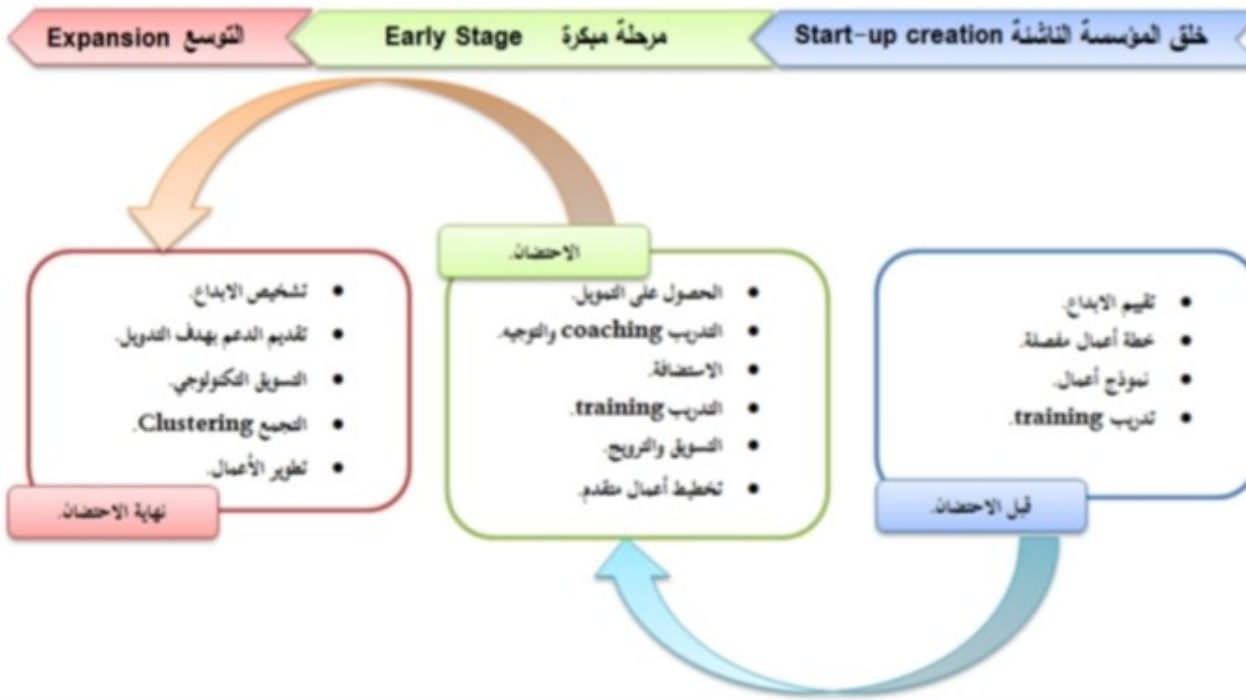 خلق المؤسسة الناشئة Start-up creation
مرحلة مبكرة Early Stage
التوسع Expansion
تقييم الابداع.
خطة أعمال مفصلة.
نموذج أعمال.
تدريب training.
قبل الاحتضان.
الاحتضان.
الحصول على التمويل.
التدريب coaching والتوجيه.
الاستضافة.
التدريب training.
التسويق والترويج.
تخطيط أعمال متقدم.
تشخيص الابداع.
تقديم الدعم بهدف التدويل.
التسويق التكنولوجي.
التجمع Clustering.
تطوير الأعمال.
نهاية الاحتضان.